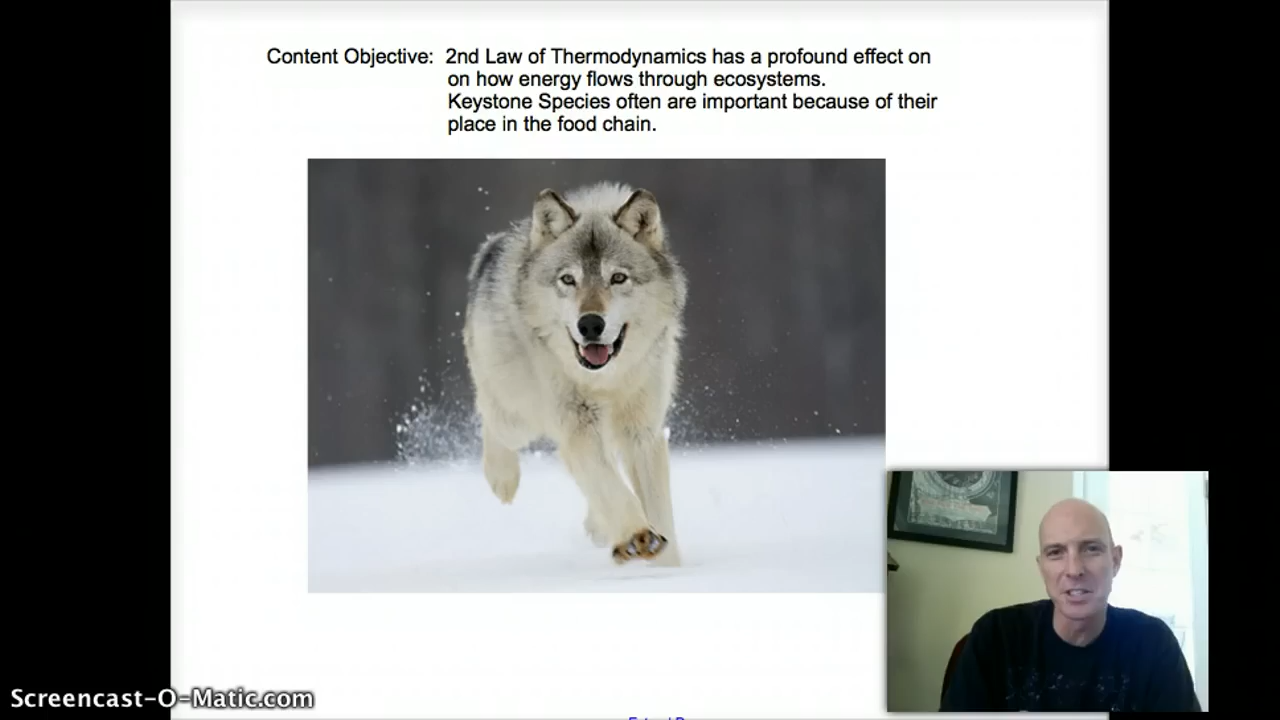 Content Objective: 2nd Law of Thermodynamics has a profound effect on
on how energy flows through ecosystems.
Keystone Species often are important because of their
place in the food chain.
Screencast-O-Matic.com